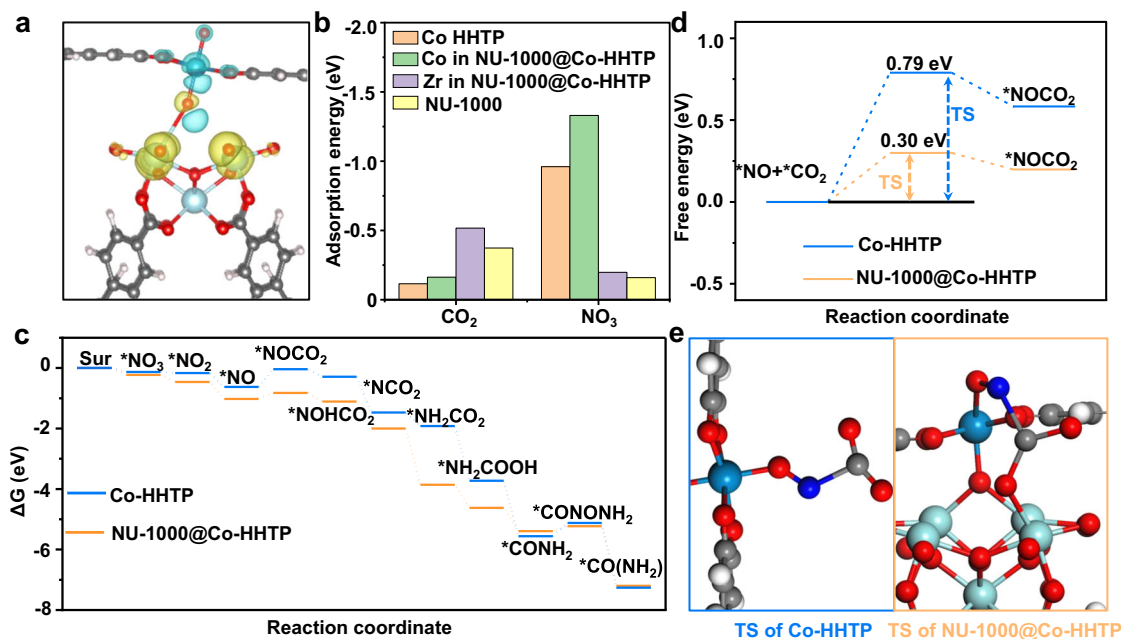 a
b
Adsorption energy (eV)
-2.0
-1.5
-1.0
-0.5
0
Co HHTP
Co in NU-1000@Co-HHTP
Zr in NU-1000@Co-HHTP
NU-1000
CO₂
NO₃
d
Free energy (eV)
1.0
0.5
0.0
-0.5
0.79 eV
*NOCO₂
TS
0.30 eV
*NOCO₂
*NO+*CO₂
TS
Co-HHTP
NU-1000@Co-HHTP
Reaction coordinate
c
ΔG (eV)
0
-2
-4
-6
-8
Sur
*NO₃
*NO₂
*NO
*NOCO₂
*NOHCO₂
*NCO₂
*NH₂CO₂
*NH₂COOH
*CONH₂
*CONONH₂
*CO(NH₂)
Co-HHTP
NU-1000@Co-HHTP
Reaction coordinate
e
TS of Co-HHTP
TS of NU-1000@Co-HHTP